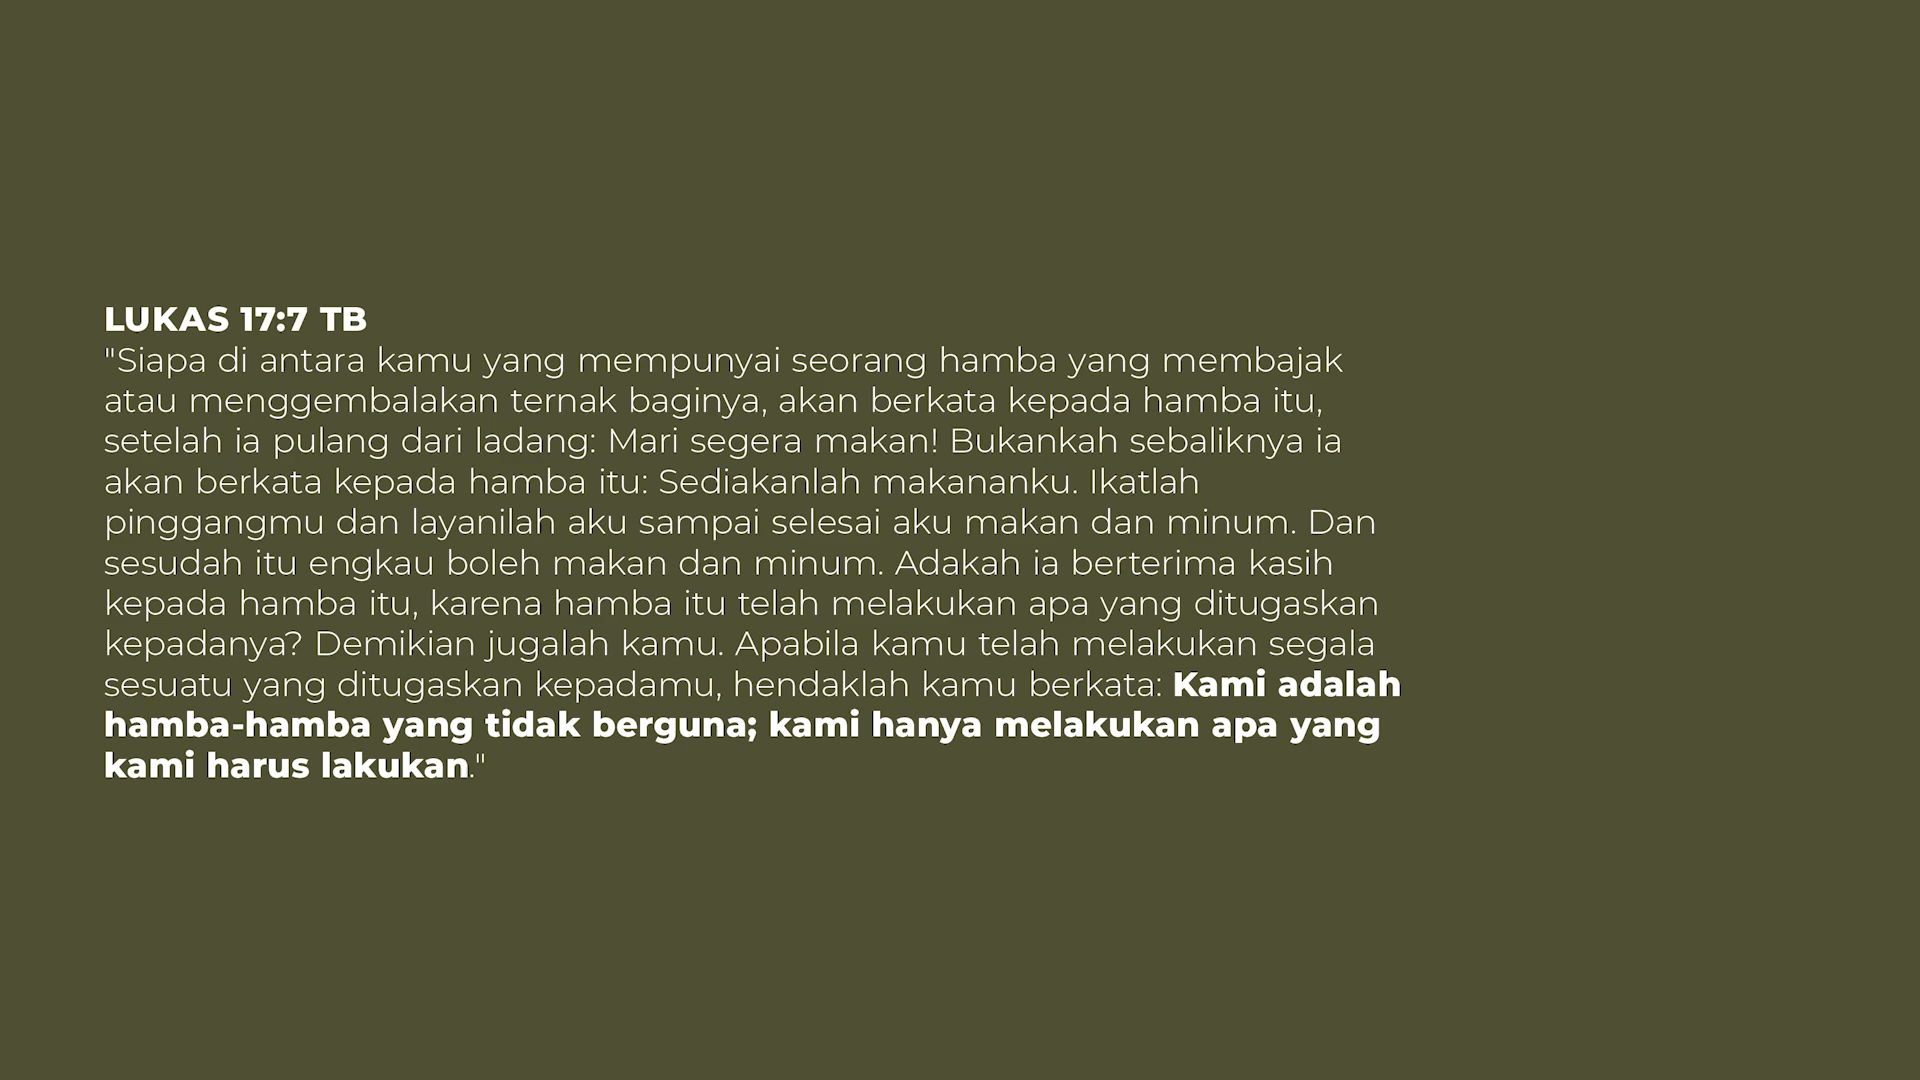 LUKAS 17:7 TB
"Siapa di antara kamu yang mempunyai seorang hamba yang membajak
atau menggembalakan ternak baginya, akan berkata kepada hamba itu,
setelah ia pulang dari ladang: Mari segera makan! Bukankah sebaliknya ia
akan berkata kepada hamba itu: Sediakanlah makananku. Ikatlah
pinggangmu dan layanilah aku sampai selesai aku makan dan minum. Dan
sesudah itu engkau boleh makan dan minum. Adakah ia berterima kasih
kepada hamba itu, karena hamba itu telah melakukan apa yang ditugaskan
kepadanya? Demikian jugalah kamu. Apabila kamu telah melakukan segala
sesuatu yang ditugaskan kepadamu, hendaklah kamu berkata: Kami adalah
hamba-hamba yang tidak berguna; kami hanya melakukan apa yang
kami harus lakukan."